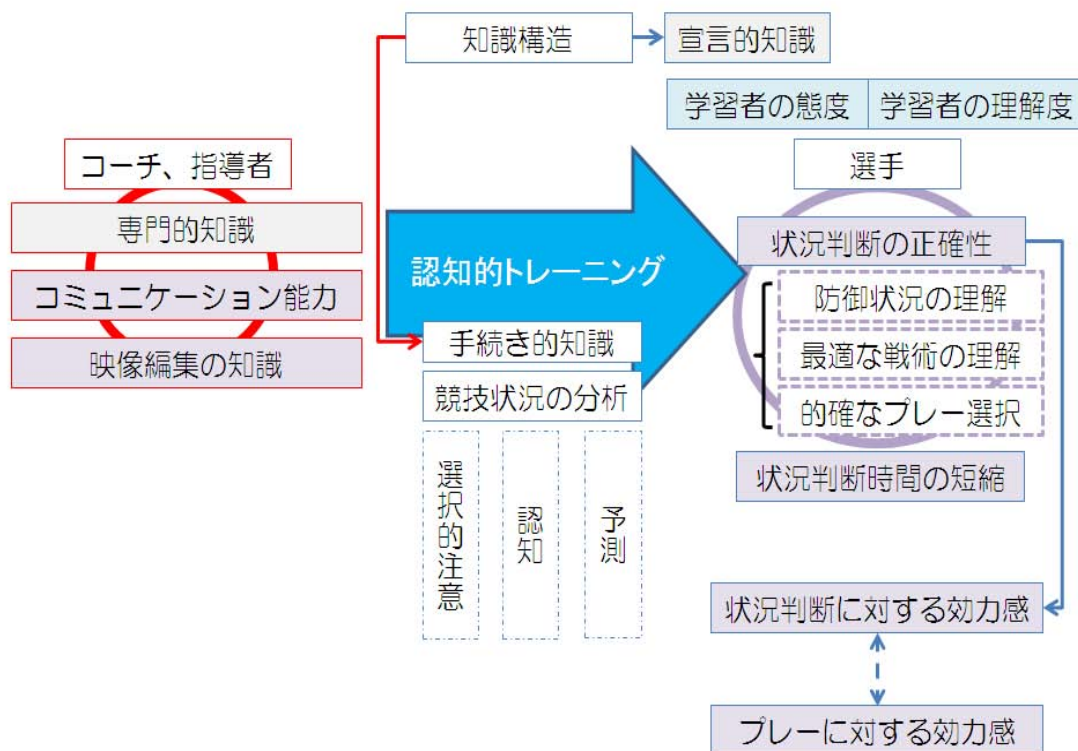 知識構造
宣言的知識
学習者の態度
学習者の理解度
コーチ、指導者
専門的知識
コミュニケーション能力
映像編集の知識
認知的トレーニング
手続き的知識
競技状況の分析
選択的注意
認知
予測
選手
状況判断の正確性
防御状況の理解
最適な戦術の理解
的確なプレー選択
状況判断時間の短縮
状況判断に対する効力感
プレーに対する効力感